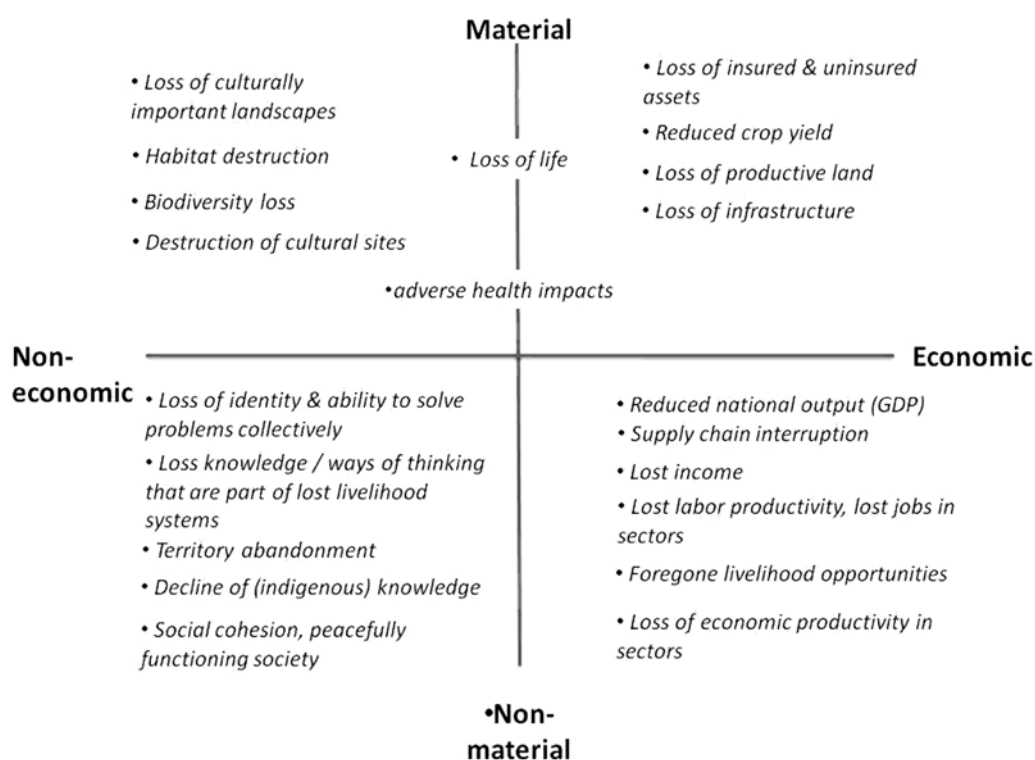 Material
• Loss of culturally
important landscapes
• Habitat destruction
• Biodiversity loss
• Destruction of cultural sites
• Loss of insured & uninsured
assets
• Reduced crop yield
• Loss of productive land
• Loss of infrastructure
• Loss of life
•adverse health impacts
Non-
economic
Economic
• Loss of identity & ability to solve
problems collectively
• Loss knowledge / ways of thinking
that are part of lost livelihood
systems
• Territory abandonment
• Decline of (indigenous) knowledge
• Social cohesion, peacefully
functioning society
• Reduced national output (GDP)
• Supply chain interruption
• Lost income
• Lost labor productivity, lost jobs in
sectors
• Foregone livelihood opportunities
• Loss of economic productivity in
sectors
•Non-
material